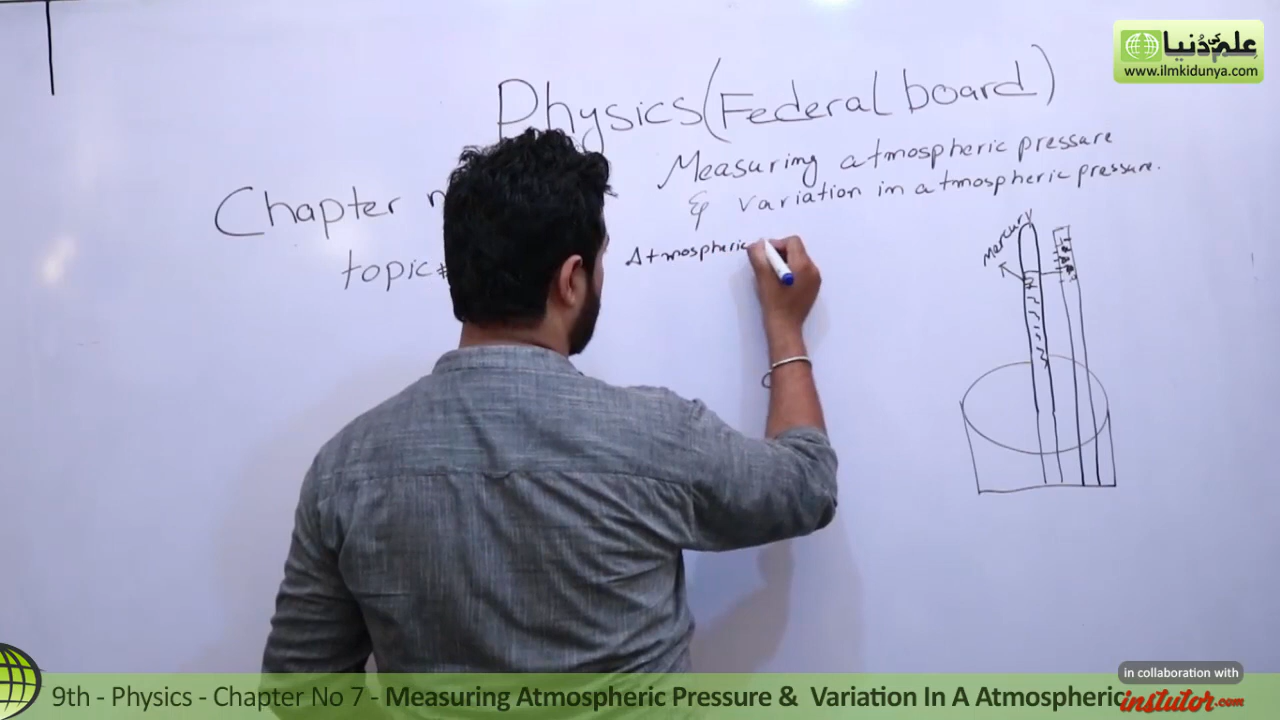 علم کی دُنیا
www.ilmkidunya.com
Physics (Federal board)
Measuring atmospheric pressure
& variation in atmospheric pressure.
Chapter
topic#
Atmospheric
Mercury
9th - Physics - Chapter No 7 - Measuring Atmospheric Pressure & Variation In A Atmospheric
in collaboration with
instutor.com